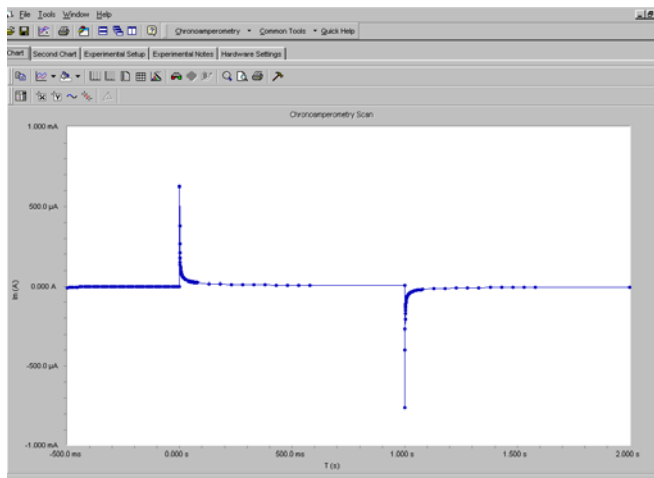 File Tools Window Help
Chronoamperometry Common Tools Quick Help
Chart Second Chart Experimental Setup Experimental Notes Hardware Settings
Chronoamperometry Scan
1.000 mA
500.0 µA
0.000 A
-500.0 µA
-1.000 mA
Im (A)
-500.0 ms 0.000 s 500.0 ms 1.000 s 1.500 s 2.000 s
T (s)